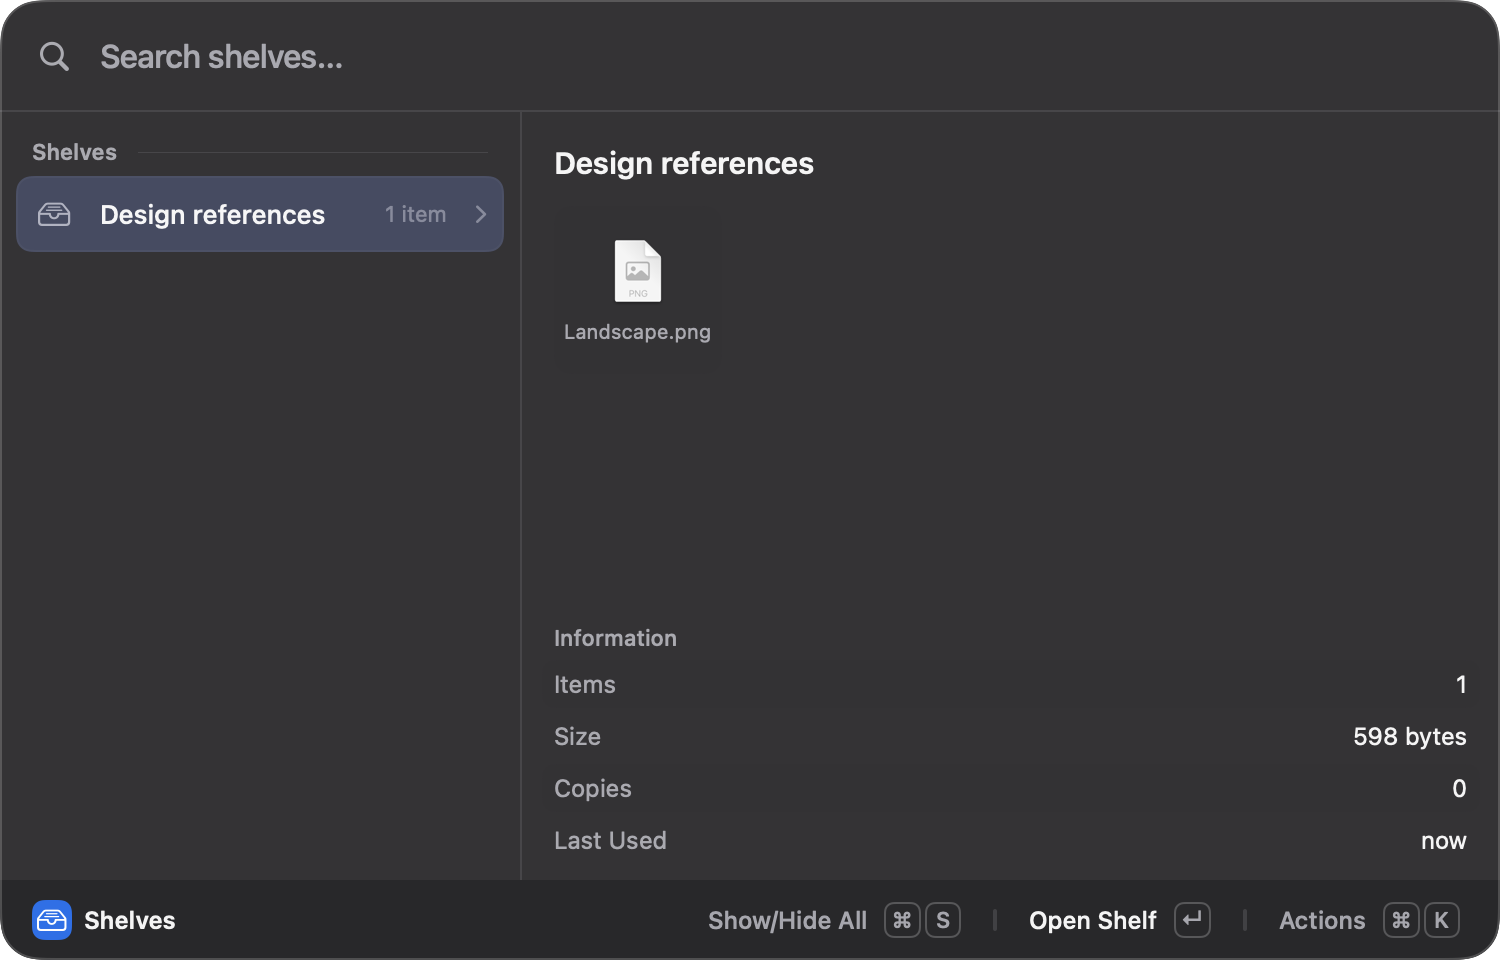 Search shelves...
Shelves
Design references 1 item
Design references
PNG
Landscape.png
Information
Items 1
Size 598 bytes
Copies 0
Last Used now
Shelves Show/Hide All ⌘ S Open Shelf ↵ Actions ⌘ K